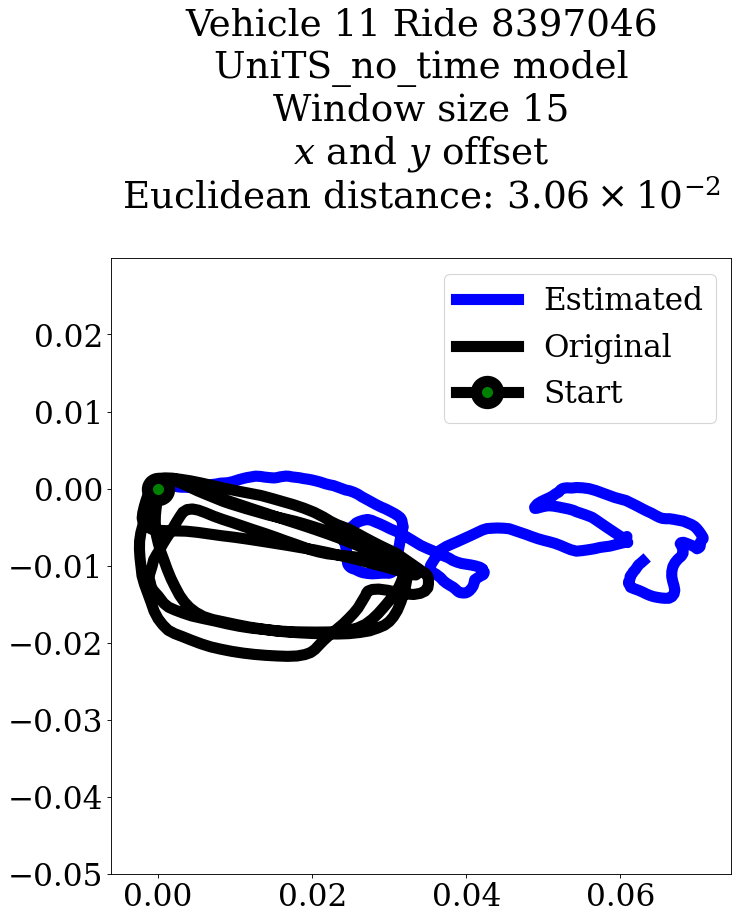 Vehicle 11 Ride 8397046
UniTS_no_time model
Window size 15
x and y offset
Euclidean distance: 3.06 × 10⁻²
Estimated
Original
Start
0.02
0.01
0.00
−0.01
−0.02
−0.03
−0.04
−0.05
0.00 0.02 0.04 0.06